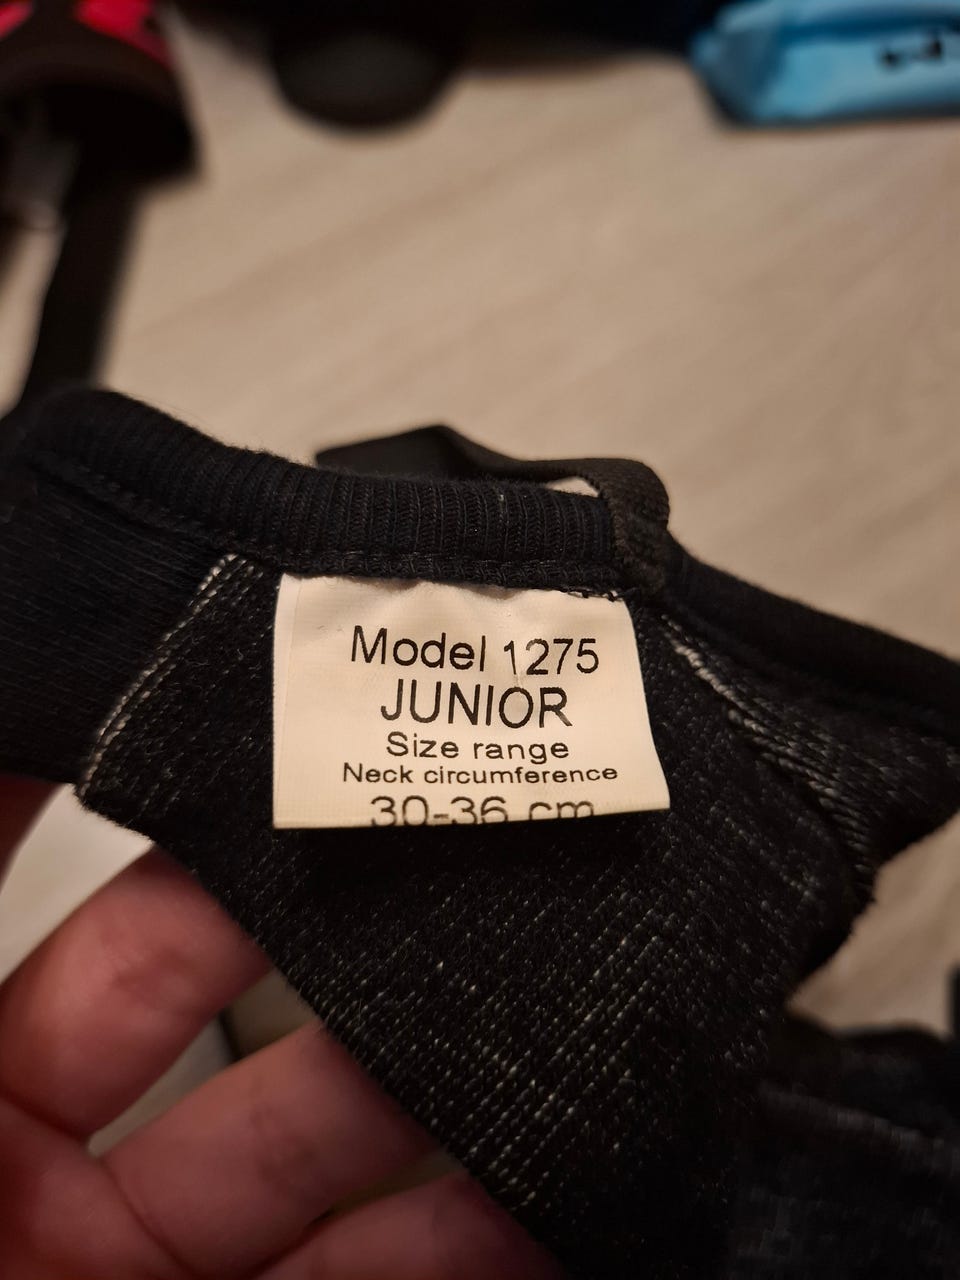 Model 1275
JUNIOR
Size range
Neck circumference
30-36 cm